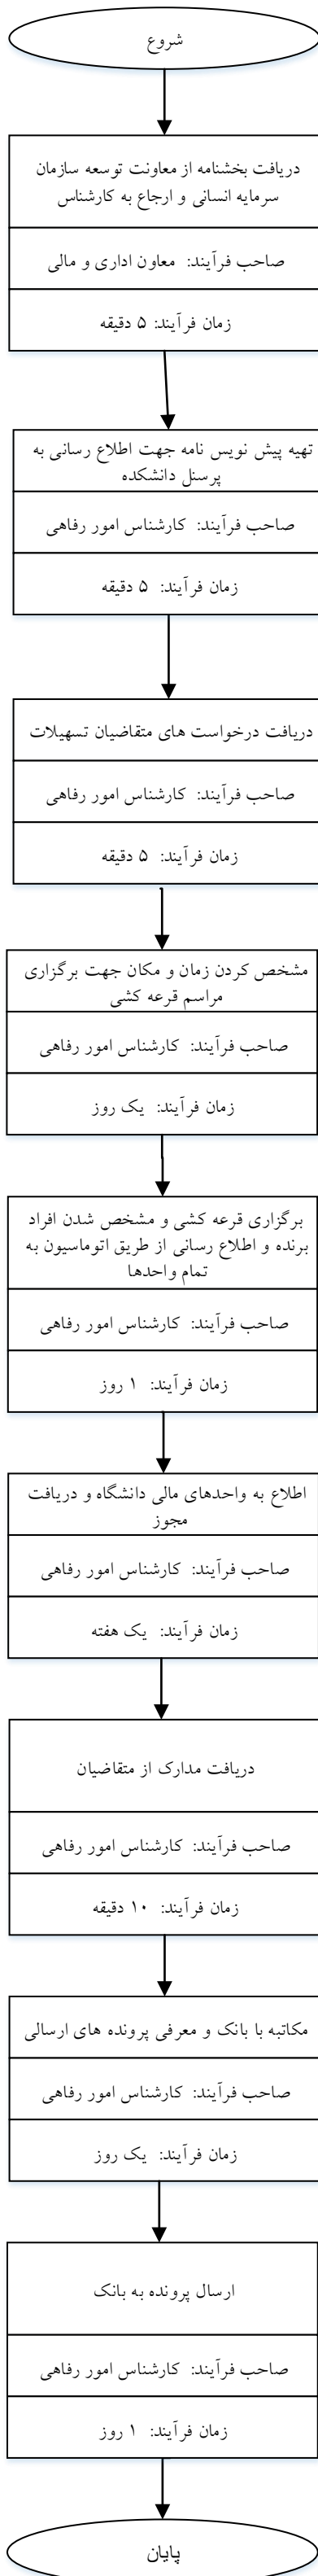 شروع
دریافت بخشنامه از معاونت توسعه سازمان
سرمایه انسانی و ارجاع به کارشناس
صاحب فرآیند: معاون اداری و مالی
زمان فرآیند: ۵ دقیقه
تهیه پیش نویس نامه جهت اطلاع رسانی به
پرسنل دانشکده
صاحب فرآیند: کارشناس امور رفاهی
زمان فرآیند: ۵ دقیقه
دریافت درخواست های متقاضیان تسهیلات
صاحب فرآیند: کارشناس امور رفاهی
زمان فرآیند: ۵ دقیقه
مشخص کردن زمان و مکان جهت برگزاری
مراسم قرعه کشی
صاحب فرآیند: کارشناس امور رفاهی
زمان فرآیند: یک روز
برگزاری قرعه کشی و مشخص شدن افراد
برنده و اطلاع رسانی از طریق اتوماسیون به
تمام واحدها
صاحب فرآیند: کارشناس امور رفاهی
زمان فرآیند: ۱ روز
اطلاع به واحدهای مالی دانشگاه و دریافت
مجوز
صاحب فرآیند: کارشناس امور رفاهی
زمان فرآیند: یک هفته
دریافت مدارک از متقاضیان
صاحب فرآیند: کارشناس امور رفاهی
زمان فرآیند: ۱۰ دقیقه
مکاتبه با بانک و معرفی پرونده های ارسالی
صاحب فرآیند: کارشناس امور رفاهی
زمان فرآیند: یک روز
ارسال پرونده به بانک
صاحب فرآیند: کارشناس امور رفاهی
زمان فرآیند: ۱ روز
پایان